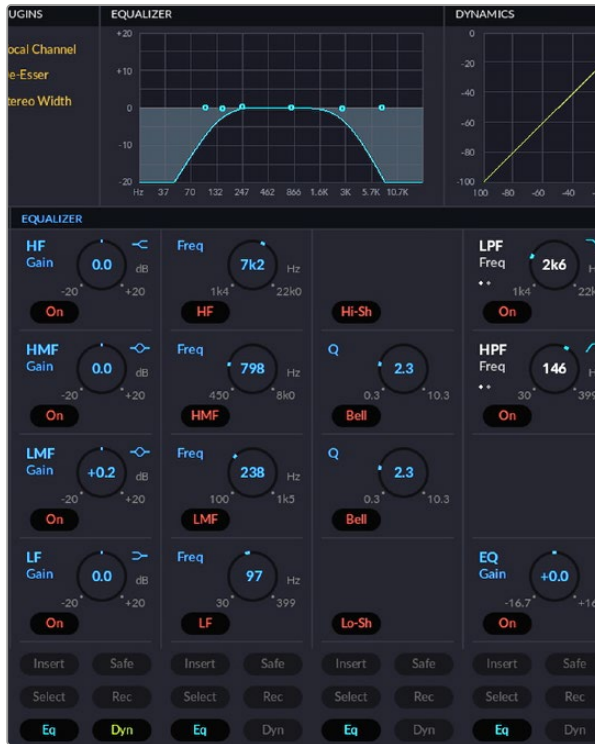 UGINS EQUALIZER DYNAMICS
ocal Channel
e-Esser
tereo Width
+20
+10
0
-10
-20
Hz 37 70 132 247 462 866 1.6K 3K 5.7K 10.7K
0
-20
-40
-60
-80
-100
100 -80 -60 -40
EQUALIZER
HF Gain 0.0 dB -20 +20 On
Freq 7k2 Hz 1k4 22k0 HF
Hi-Sh
LPF Freq 2k6 H 1k4 22k On
HMF Gain 0.0 dB -20 +20 On
Freq 798 Hz 450 8k0 HMF
Q 2.3 0.3 10.3 Bell
HPF Freq 146 H 30 399 On
LMF Gain +0.2 dB -20 +20 On
Freq 238 Hz 100 1k5 LMF
Q 2.3 0.3 10.3 Bell
LF Gain 0.0 dB -20 +20 On
Freq 97 Hz 30 399 LF
Lo-Sh
EQ Gain +0.0 -16.7 +16 On
Insert Safe Insert Safe Insert Safe Insert Safe
Select Rec Select Rec Select Rec Select Rec
Eq Dyn Eq Dyn Eq Dyn Eq Dyn